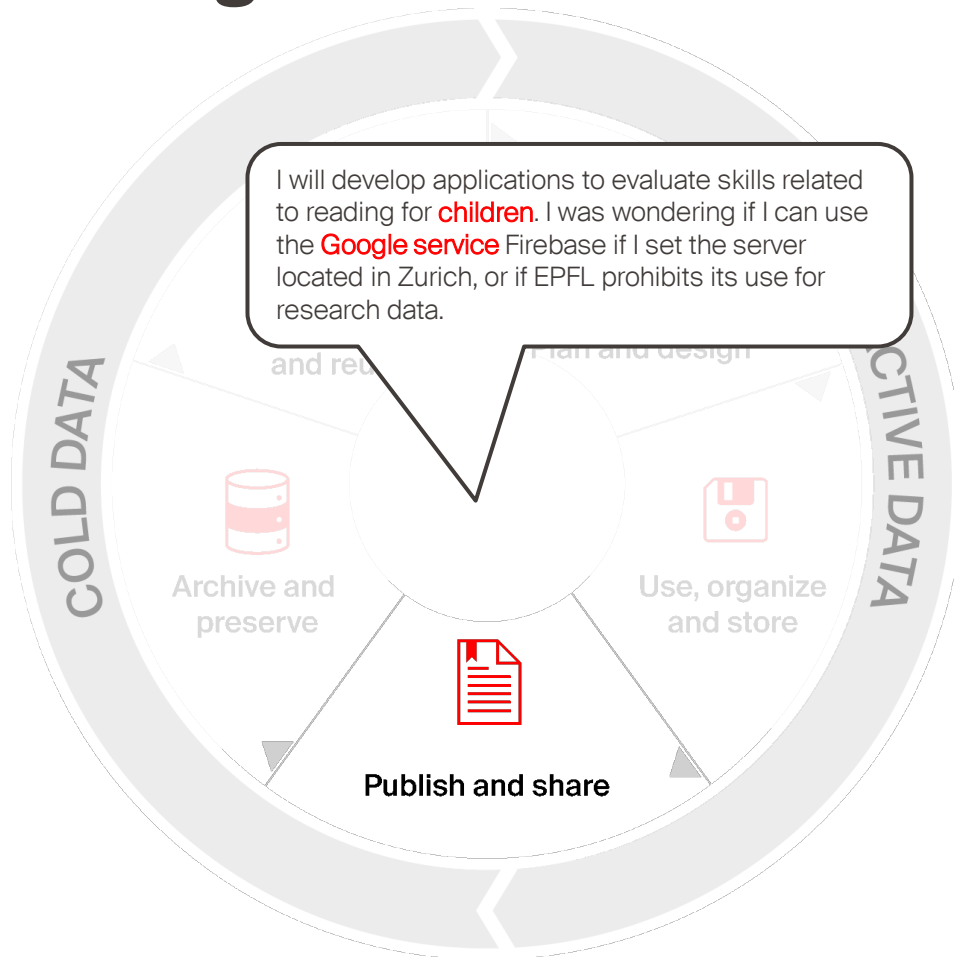 I will develop applications to evaluate skills related
to reading for children. I was wondering if I can use
the Google service Firebase if I set the server
located in Zurich, or if EPFL prohibits its use for
research data.
and reu
Plan and design
COLD DATA
ACTIVE DATA
Archive and
preserve
Use, organize
and store
Publish and share